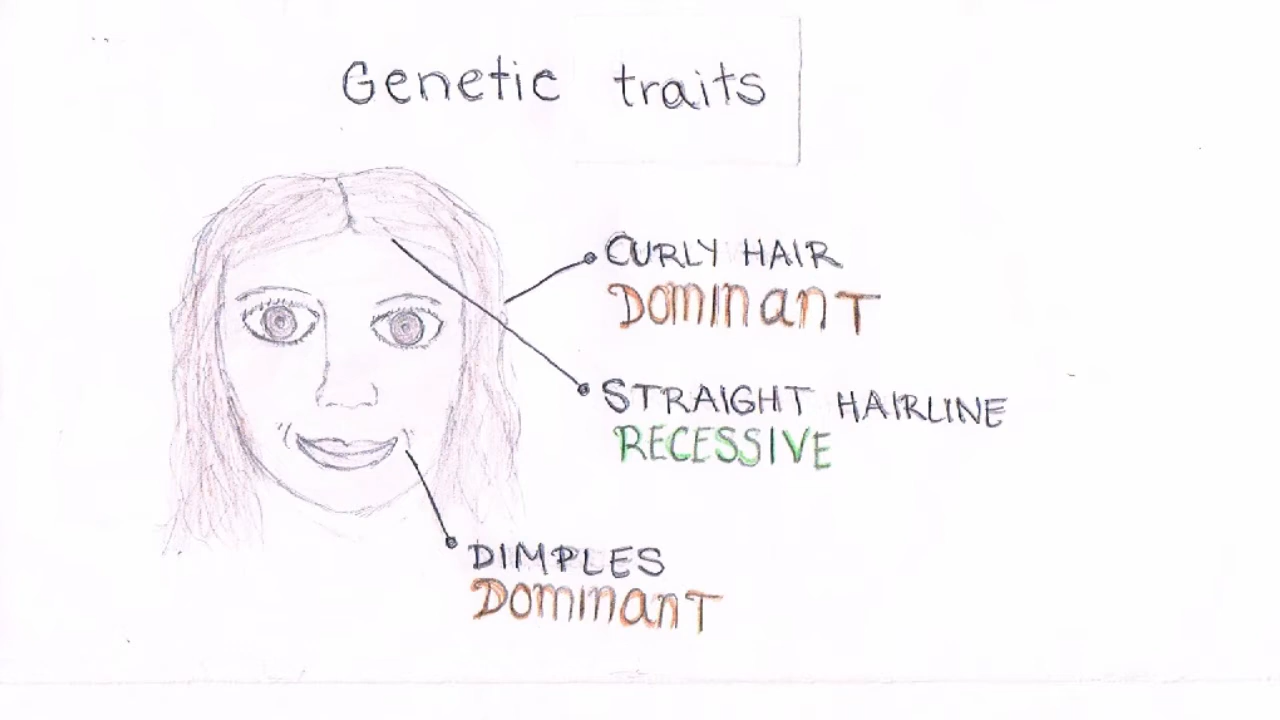 Genetic traits
CURLY HAIR
DOMINANT
STRAIGHT HAIRLINE
RECESSIVE
DIMPLES
DOMINANT